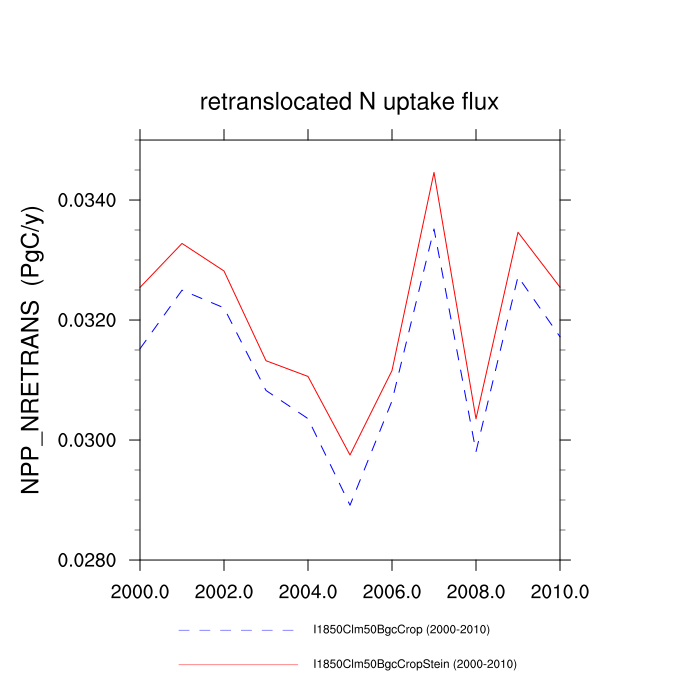 retranslocated N uptake flux
NPP_NRETRANS (PgC/y)
0.0340
0.0320
0.0300
0.0280
2000.0 2002.0 2004.0 2006.0 2008.0 2010.0
I1850Clm50BgcCrop (2000-2010)
I1850Clm50BgcCropStein (2000-2010)